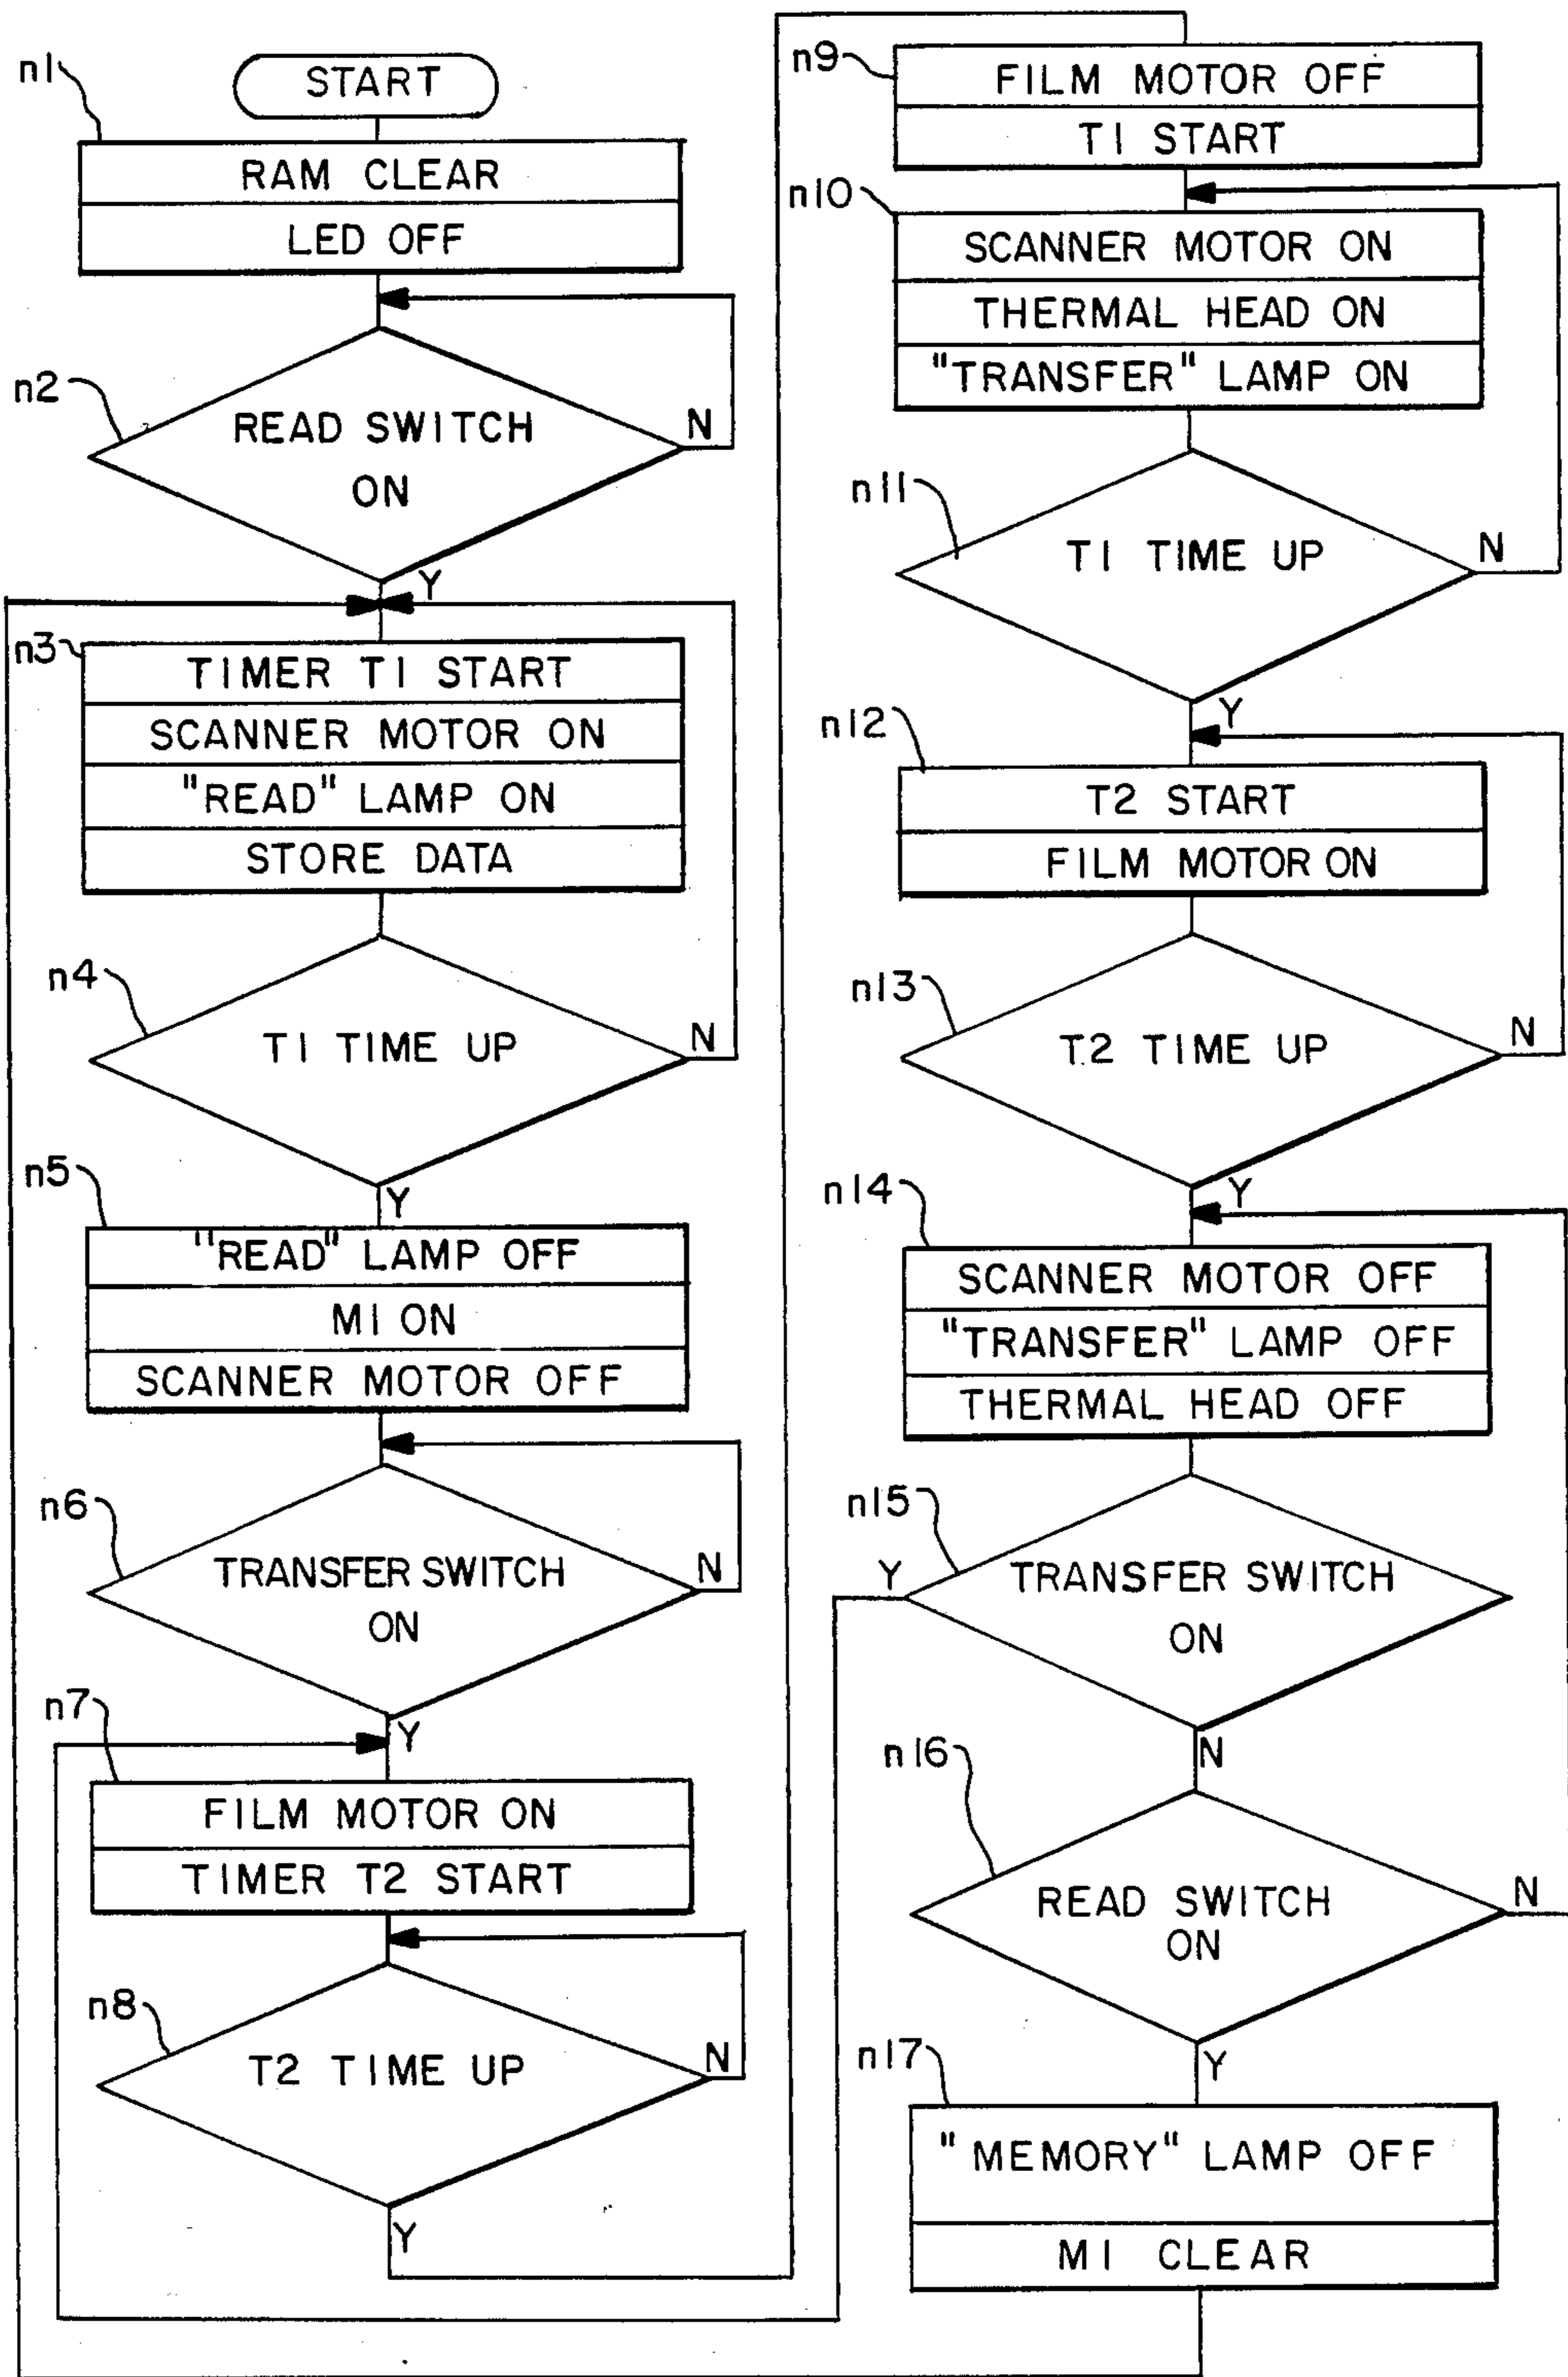 n1
START
RAM CLEAR
LED OFF
n2
READ SWITCH
ON
N
Y
n3
TIMER T1 START
SCANNER MOTOR ON
"READ" LAMP ON
STORE DATA
n4
T1 TIME UP
N
Y
n5
"READ" LAMP OFF
M1 ON
SCANNER MOTOR OFF
n6
TRANSFER SWITCH
ON
N
Y
n7
FILM MOTOR ON
TIMER T2 START
n8
T2 TIME UP
N
Y
n9
FILM MOTOR OFF
T1 START
n10
SCANNER MOTOR ON
THERMAL HEAD ON
"TRANSFER" LAMP ON
n11
T1 TIME UP
N
Y
n12
T2 START
FILM MOTOR ON
n13
T2 TIME UP
N
Y
n14
SCANNER MOTOR OFF
"TRANSFER" LAMP OFF
THERMAL HEAD OFF
n15
Y
TRANSFER SWITCH
ON
N
n16
READ SWITCH
ON
N
Y
n17
"MEMORY" LAMP OFF
M1 CLEAR